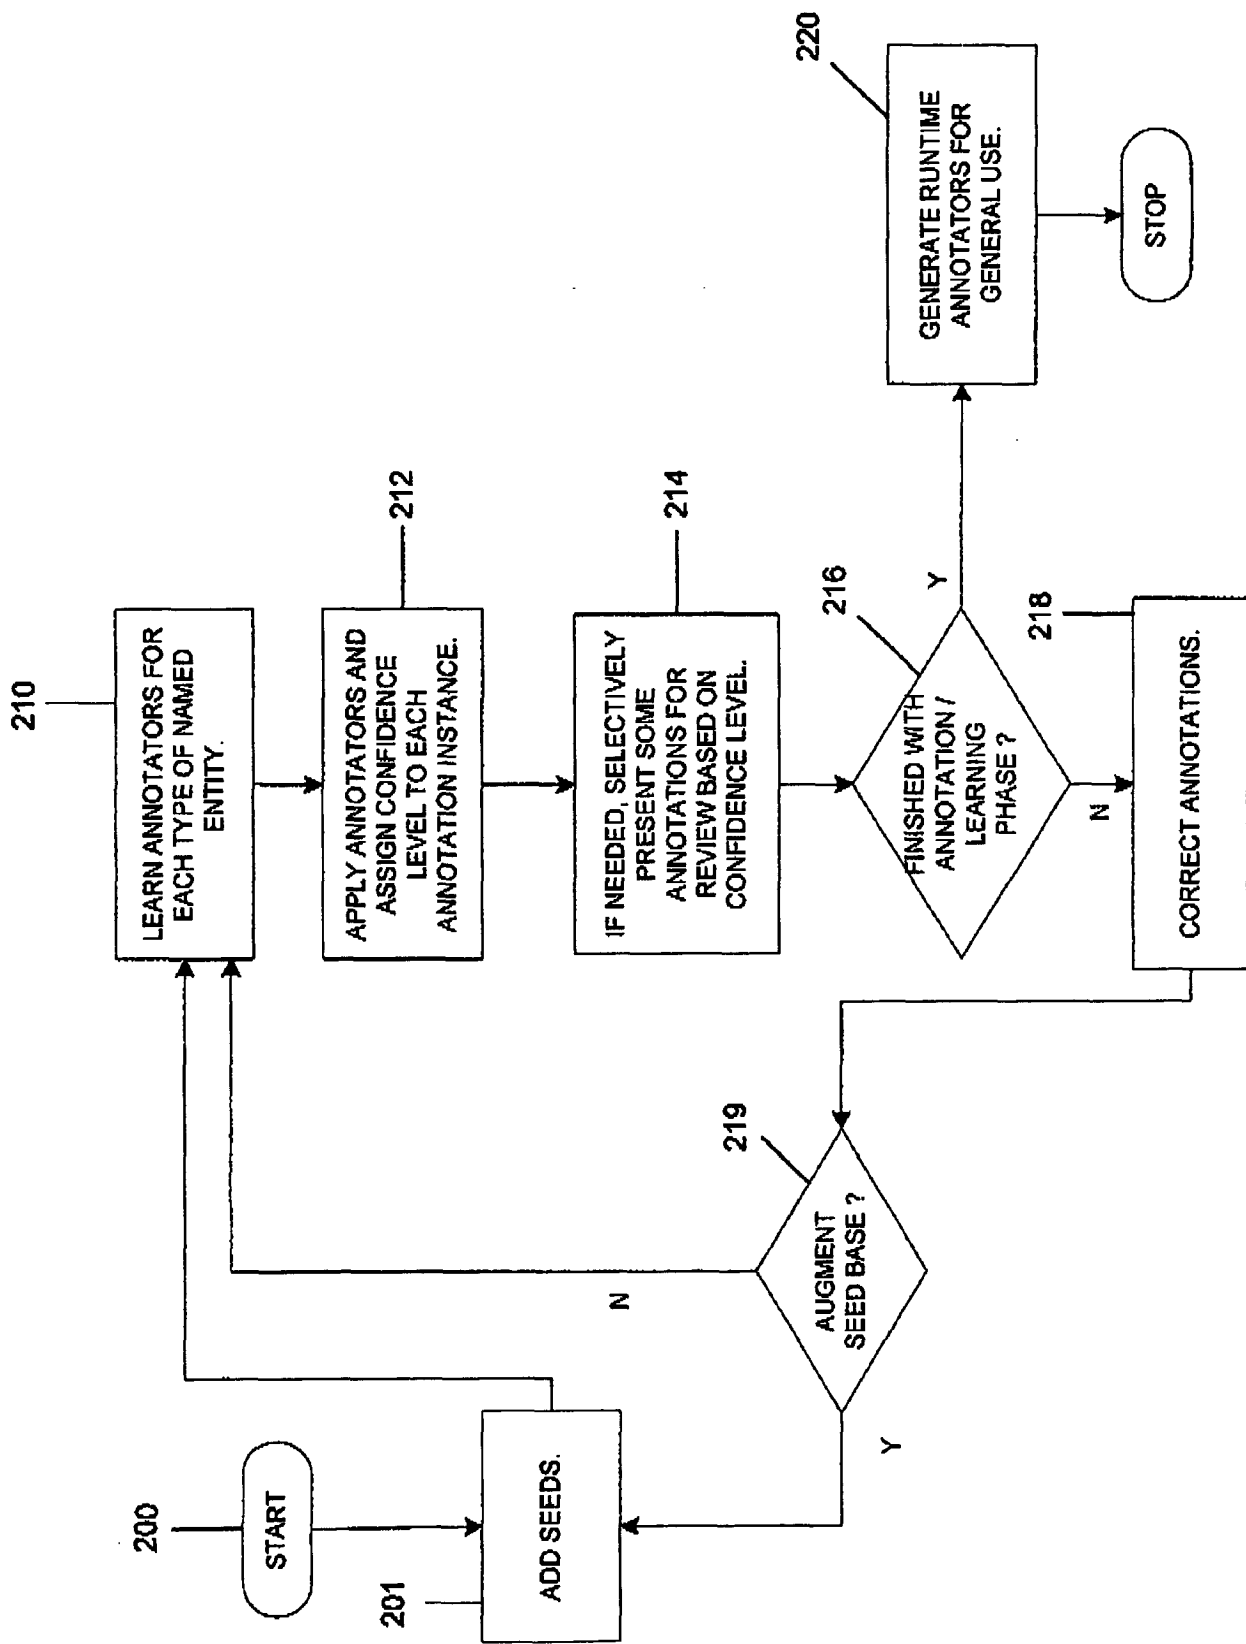 200
START
201
ADD SEEDS.
210
LEARN ANNOTATORS FOR
EACH TYPE OF NAMED
ENTITY.
212
APPLY ANNOTATORS AND
ASSIGN CONFIDENCE
LEVEL TO EACH
ANNOTATION INSTANCE.
214
IF NEEDED, SELECTIVELY
PRESENT SOME
ANNOTATIONS FOR
REVIEW BASED ON
CONFIDENCE LEVEL.
216
FINISHED WITH
ANNOTATION /
LEARNING
PHASE ?
Y
N
218
CORRECT ANNOTATIONS.
219
AUGMENT
SEED BASE ?
N
Y
220
GENERATE RUNTIME
ANNOTATORS FOR
GENERAL USE.
STOP